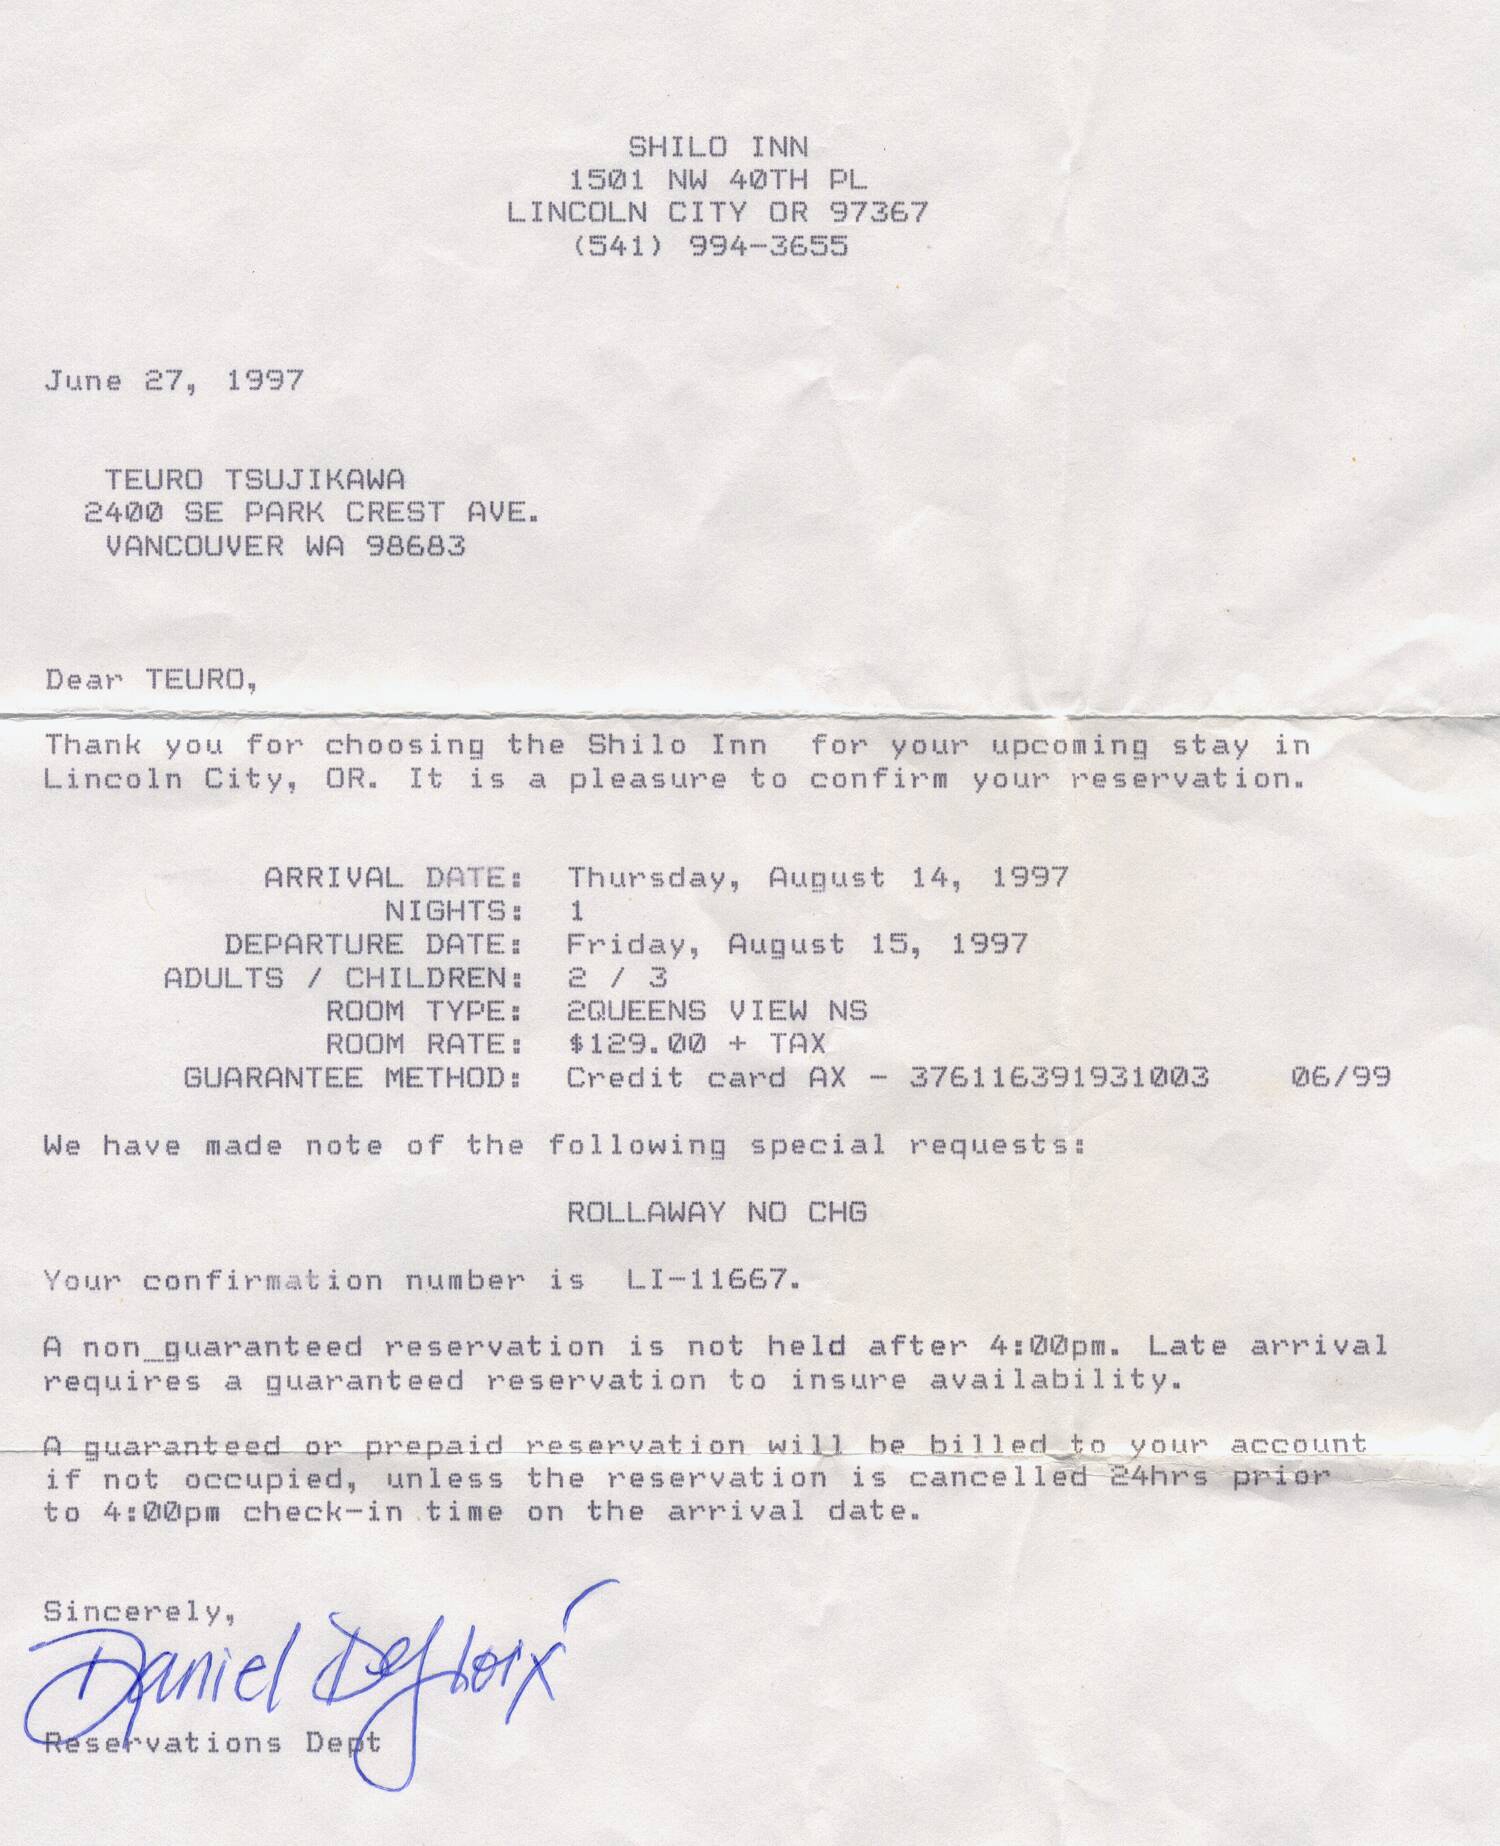 SHILO INN
1501 NW 40TH PL
LINCOLN CITY OR 97367
(541) 994-3655
June 27, 1997
TEURO TSUJIKAWA
2400 SE PARK CREST AVE.
VANCOUVER WA 98683
Dear TEURO,
Thank you for choosing the Shilo Inn for your upcoming stay in
Lincoln City, OR. It is a pleasure to confirm your reservation.
ARRIVAL DATE: Thursday, August 14, 1997
NIGHTS: 1
DEPARTURE DATE: Friday, August 15, 1997
ADULTS / CHILDREN: 2 / 3
ROOM TYPE: 2QUEENS VIEW NS
ROOM RATE: $129.00 + TAX
GUARANTEE METHOD: Credit card AX - 376116391931003 06/99
We have made note of the following special requests:
ROLLAWAY NO CHG
Your confirmation number is LI-11667.
A non_guaranteed reservation is not held after 4:00pm. Late arrival
requires a guaranteed reservation to insure availability.
A guaranteed or prepaid reservation will be billed to your account
if not occupied, unless the reservation is cancelled 24hrs prior
to 4:00pm check-in time on the arrival date.
Sincerely,
Daniel
Reservations Dept